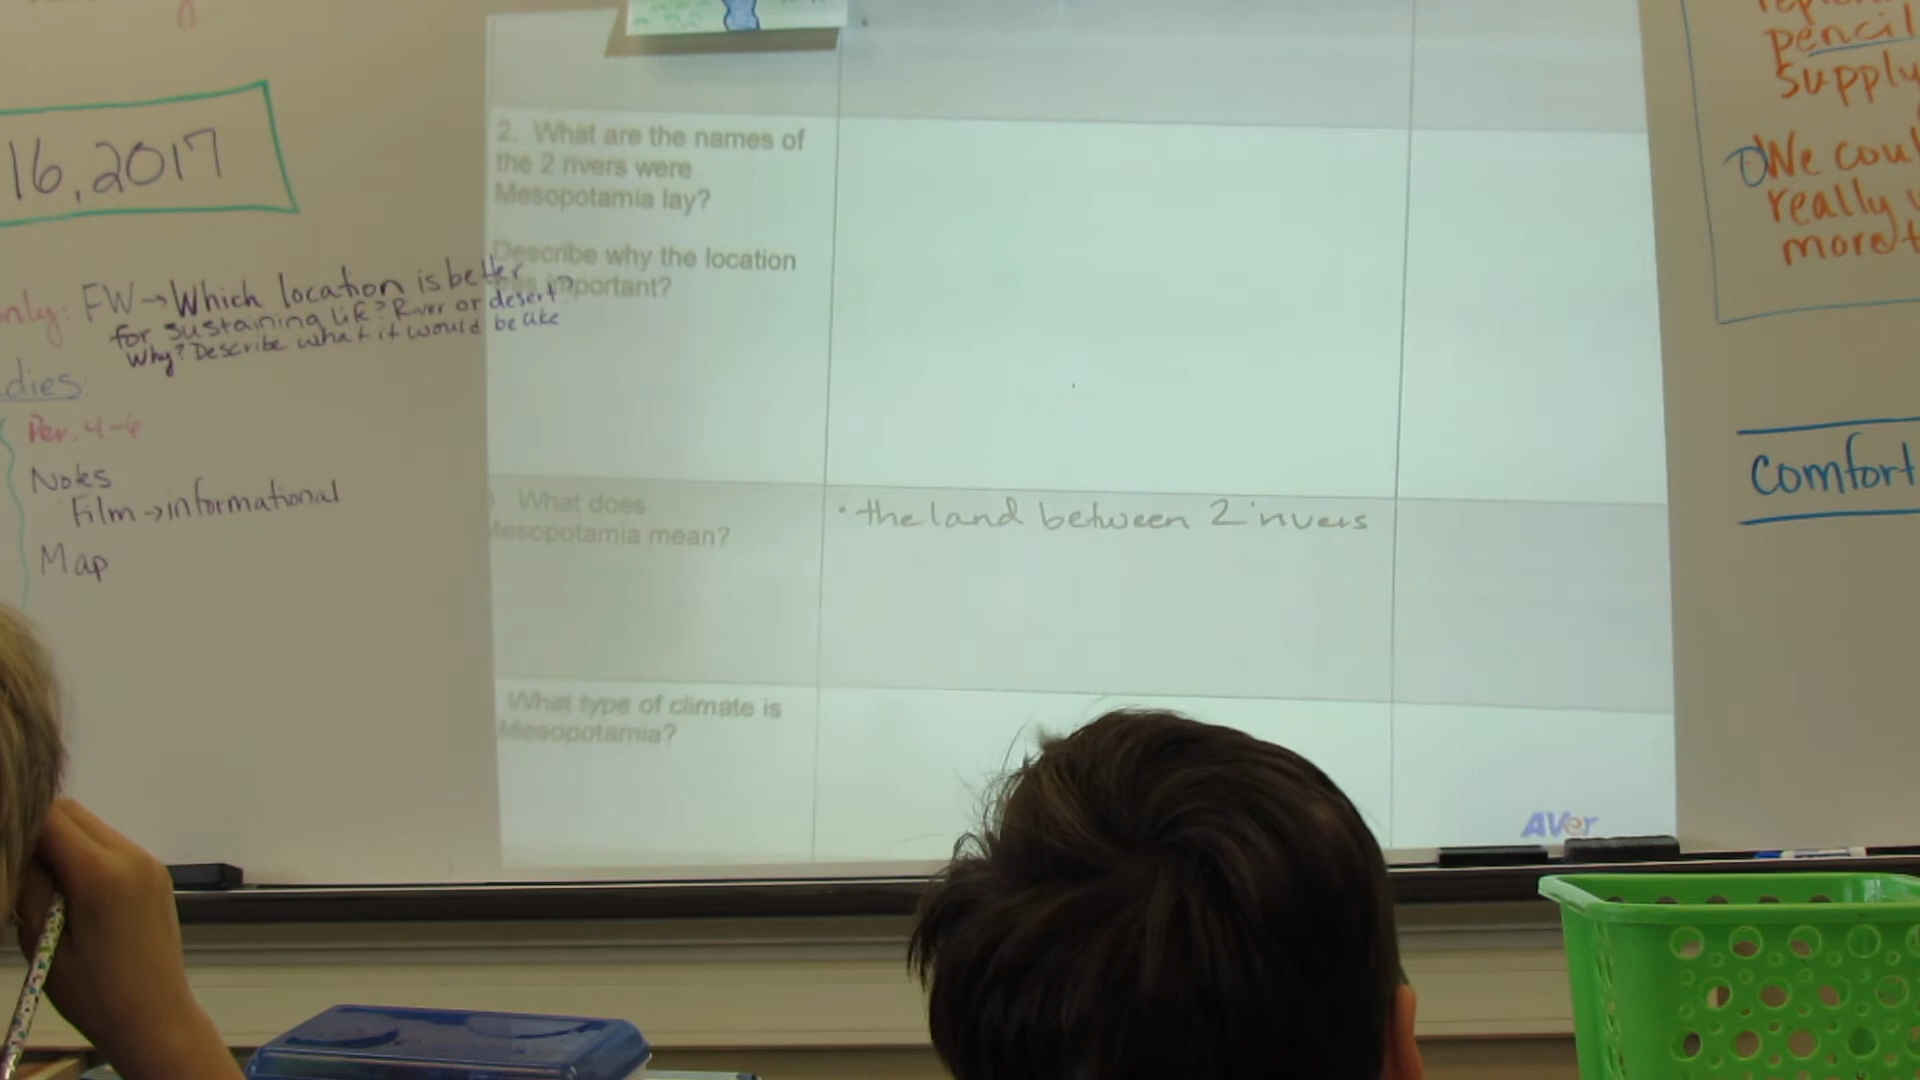 16, 2017
only: FW → Which location is better
for sustaining life? River or desert?
Why? Describe what it would be like
dies
Per. 4-6
Notes
Film → informational
Map
2. What are the names of
the 2 rivers were
Mesopotamia lay?
Describe why the location
important?
What does
Mesopotamia mean?
• the land between 2 rivers
What type of climate is
Mesopotamia?
AVer
pencil
supply
We coul
really
more t
Comfort